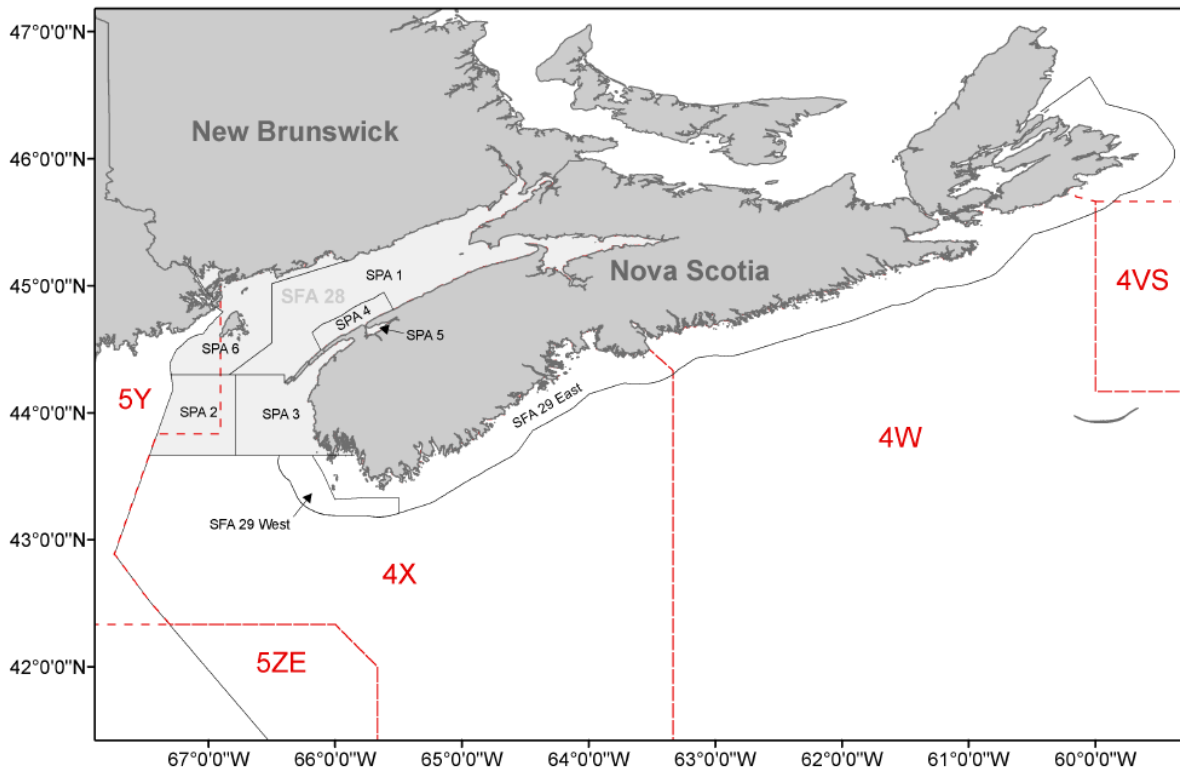 47°0'0"N
46°0'0"N
45°0'0"N
44°0'0"N
43°0'0"N
42°0'0"N
New Brunswick
Nova Scotia
SPA 1
SFA 28
SPA 4
SPA 5
SPA 6
4VS
5Y
SPA 2
SPA 3
SFA 29 East
4W
SFA 29 West
4X
5ZE
67°0'0"W
66°0'0"W
65°0'0"W
64°0'0"W
63°0'0"W
62°0'0"W
61°0'0"W
60°0'0"W